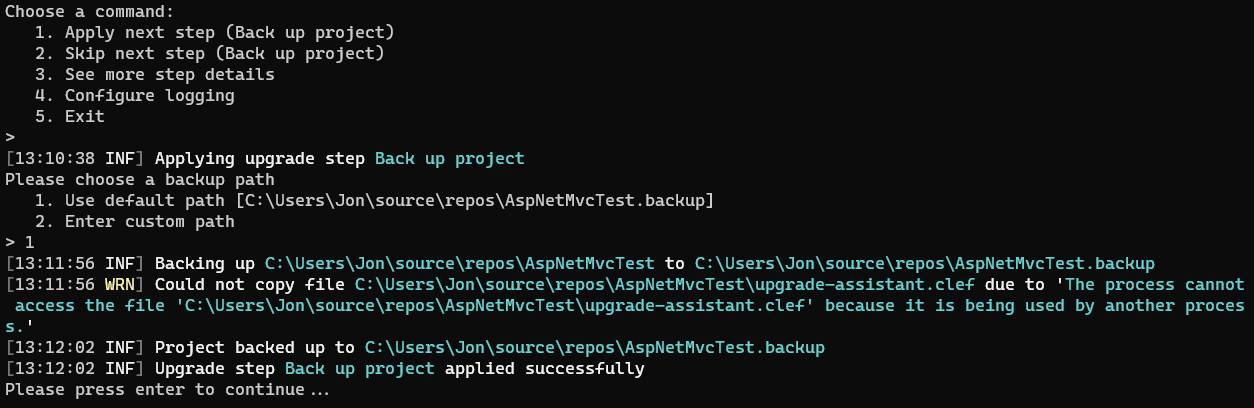 Choose a command:
   1. Apply next step (Back up project)
   2. Skip next step (Back up project)
   3. See more step details
   4. Configure logging
   5. Exit
>
[13:10:38 INF] Applying upgrade step Back up project
Please choose a backup path
   1. Use default path [C:\Users\Jon\source\repos\AspNetMvcTest.backup]
   2. Enter custom path
> 1
[13:11:56 INF] Backing up C:\Users\Jon\source\repos\AspNetMvcTest to C:\Users\Jon\source\repos\AspNetMvcTest.backup
[13:11:56 WRN] Could not copy file C:\Users\Jon\source\repos\AspNetMvcTest\upgrade-assistant.clef due to 'The process cannot
 access the file 'C:\Users\Jon\source\repos\AspNetMvcTest\upgrade-assistant.clef' because it is being used by another proces
s.'
[13:12:02 INF] Project backed up to C:\Users\Jon\source\repos\AspNetMvcTest.backup
[13:12:02 INF] Upgrade step Back up project applied successfully
Please press enter to continue...